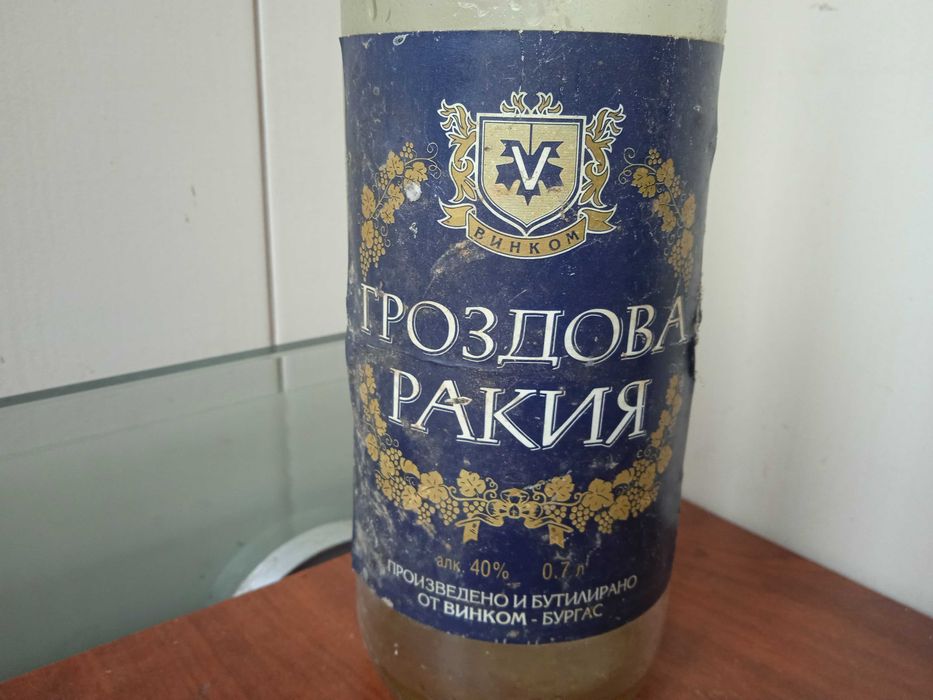 V
ВИНКОМ
ГРОЗДОВА
РАКИЯ
алк. 40% 0.7 л
ПРОИЗВЕДЕНО И БУТИЛИРАНО
ОТ ВИНКОМ - БУРГАС